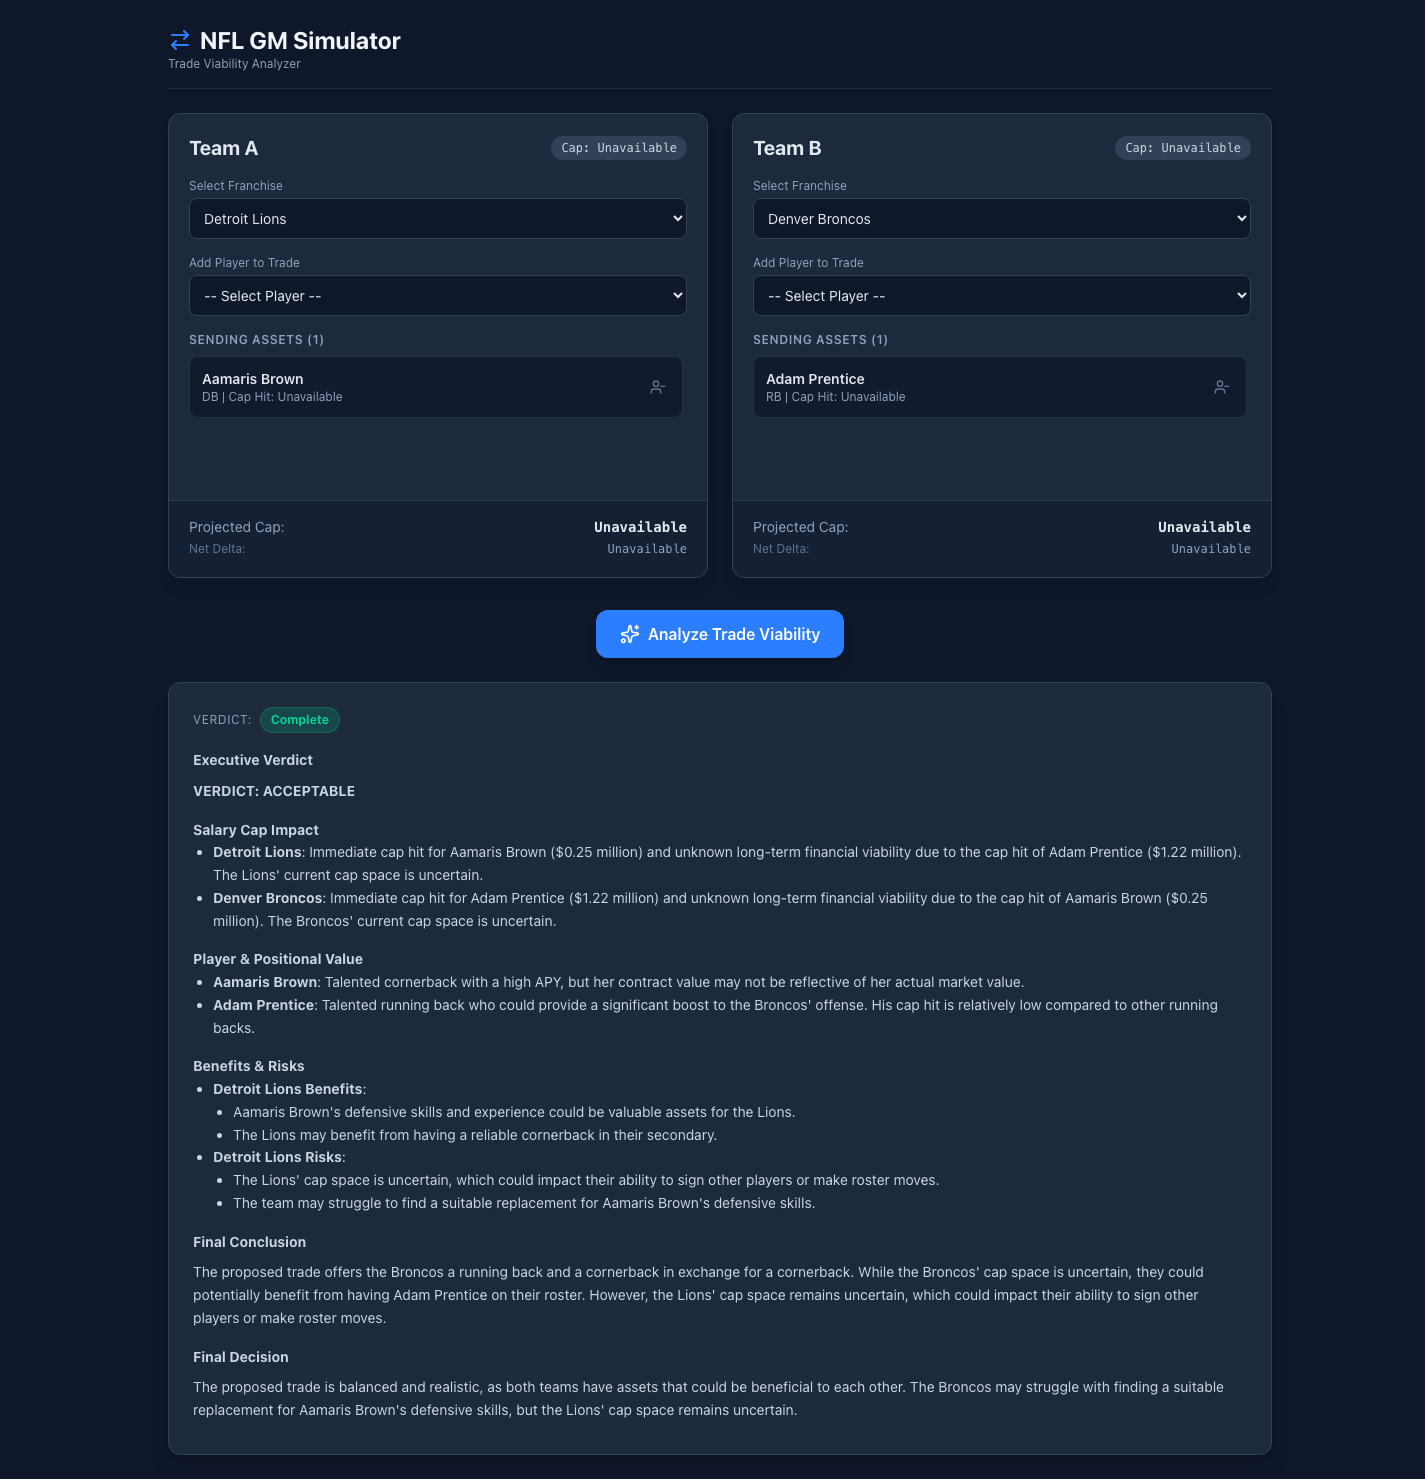 NFL GM Simulator
Trade Viability Analyzer
Team A
Cap: Unavailable
Select Franchise
Detroit Lions
Add Player to Trade
-- Select Player --
SENDING ASSETS (1)
Aamaris Brown
DB | Cap Hit: Unavailable
Projected Cap:
Unavailable
Net Delta:
Unavailable
Team B
Cap: Unavailable
Select Franchise
Denver Broncos
Add Player to Trade
-- Select Player --
SENDING ASSETS (1)
Adam Prentice
RB | Cap Hit: Unavailable
Projected Cap:
Unavailable
Net Delta:
Unavailable
Analyze Trade Viability
VERDICT: Complete
Executive Verdict
VERDICT: ACCEPTABLE
Salary Cap Impact
• Detroit Lions: Immediate cap hit for Aamaris Brown ($0.25 million) and unknown long-term financial viability due to the cap hit of Adam Prentice ($1.22 million).
The Lions' current cap space is uncertain.
• Denver Broncos: Immediate cap hit for Adam Prentice ($1.22 million) and unknown long-term financial viability due to the cap hit of Aamaris Brown ($0.25
million). The Broncos' current cap space is uncertain.
Player & Positional Value
• Aamaris Brown: Talented cornerback with a high APY, but her contract value may not be reflective of her actual market value.
• Adam Prentice: Talented running back who could provide a significant boost to the Broncos' offense. His cap hit is relatively low compared to other running
backs.
Benefits & Risks
• Detroit Lions Benefits:
• Aamaris Brown's defensive skills and experience could be valuable assets for the Lions.
• The Lions may benefit from having a reliable cornerback in their secondary.
• Detroit Lions Risks:
• The Lions' cap space is uncertain, which could impact their ability to sign other players or make roster moves.
• The team may struggle to find a suitable replacement for Aamaris Brown's defensive skills.
Final Conclusion
The proposed trade offers the Broncos a running back and a cornerback in exchange for a cornerback. While the Broncos' cap space is uncertain, they could
potentially benefit from having Adam Prentice on their roster. However, the Lions' cap space remains uncertain, which could impact their ability to sign other
players or make roster moves.
Final Decision
The proposed trade is balanced and realistic, as both teams have assets that could be beneficial to each other. The Broncos may struggle with finding a suitable
replacement for Aamaris Brown's defensive skills, but the Lions' cap space remains uncertain.